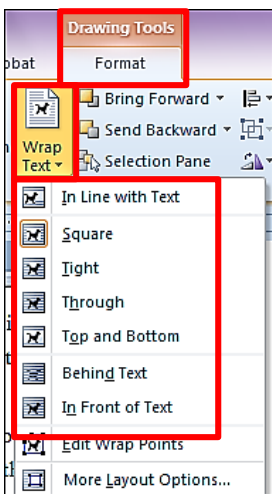 Drawing Tools
Format
Bring Forward
Send Backward
Wrap
Text
Selection Pane
In Line with Text
Square
Tight
Through
Top and Bottom
Behind Text
In Front of Text
Edit Wrap Points
More Layout Options...